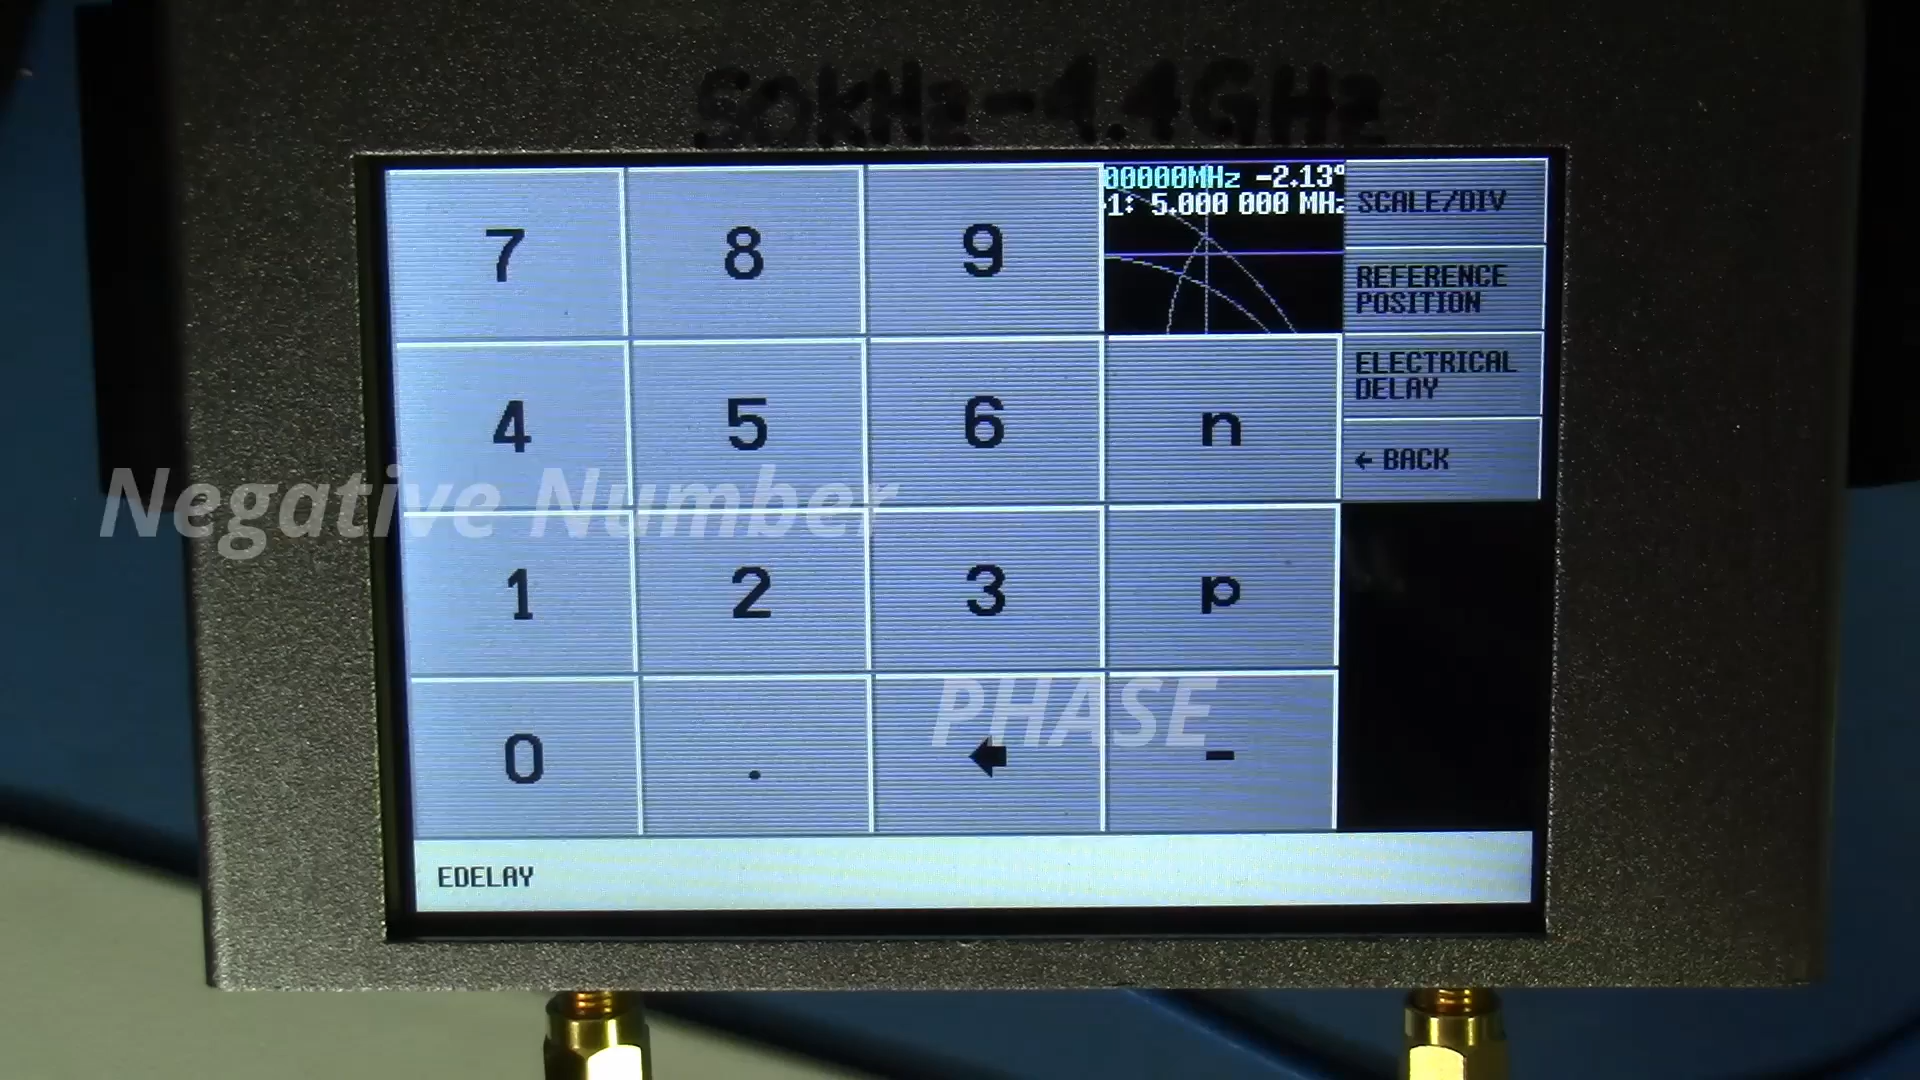 50KHz-4.4GHz
7 8 9
00000MHz -2.13°
1: 5.000 000 MHz
SCALE/DIV
REFERENCE
POSITION
ELECTRICAL
DELAY
← BACK
4 5 6 n
Negative Number
1 2 3 p
PHASE
0 . ← -
EDELAY